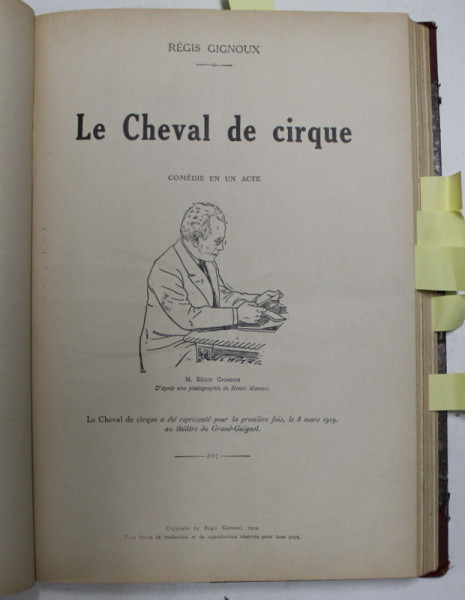 RÉGIS GIGNOUX
Le Cheval de cirque
COMÉDIE EN UN ACTE
M. RÉGIS GIGNOUX
D'après une photographie de Henri Manuel.
Le Cheval de cirque a été représenté pour la première fois, le 8 mars 1919,
au théâtre du Grand-Guignol.
Copyright by Régis Gignoux, 1919.
Tous droits de traduction et de reproduction réservés pour tous pays.